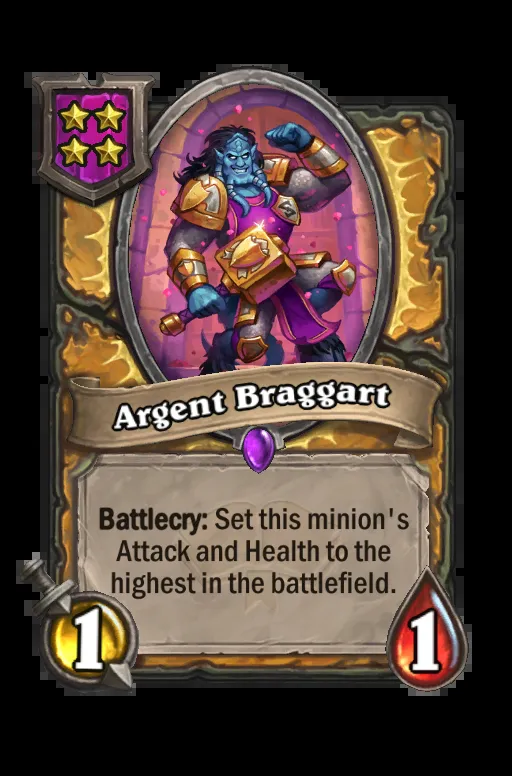 Argent Braggart
Battlecry: Set this minion's
Attack and Health to the
highest in the battlefield.
1
1